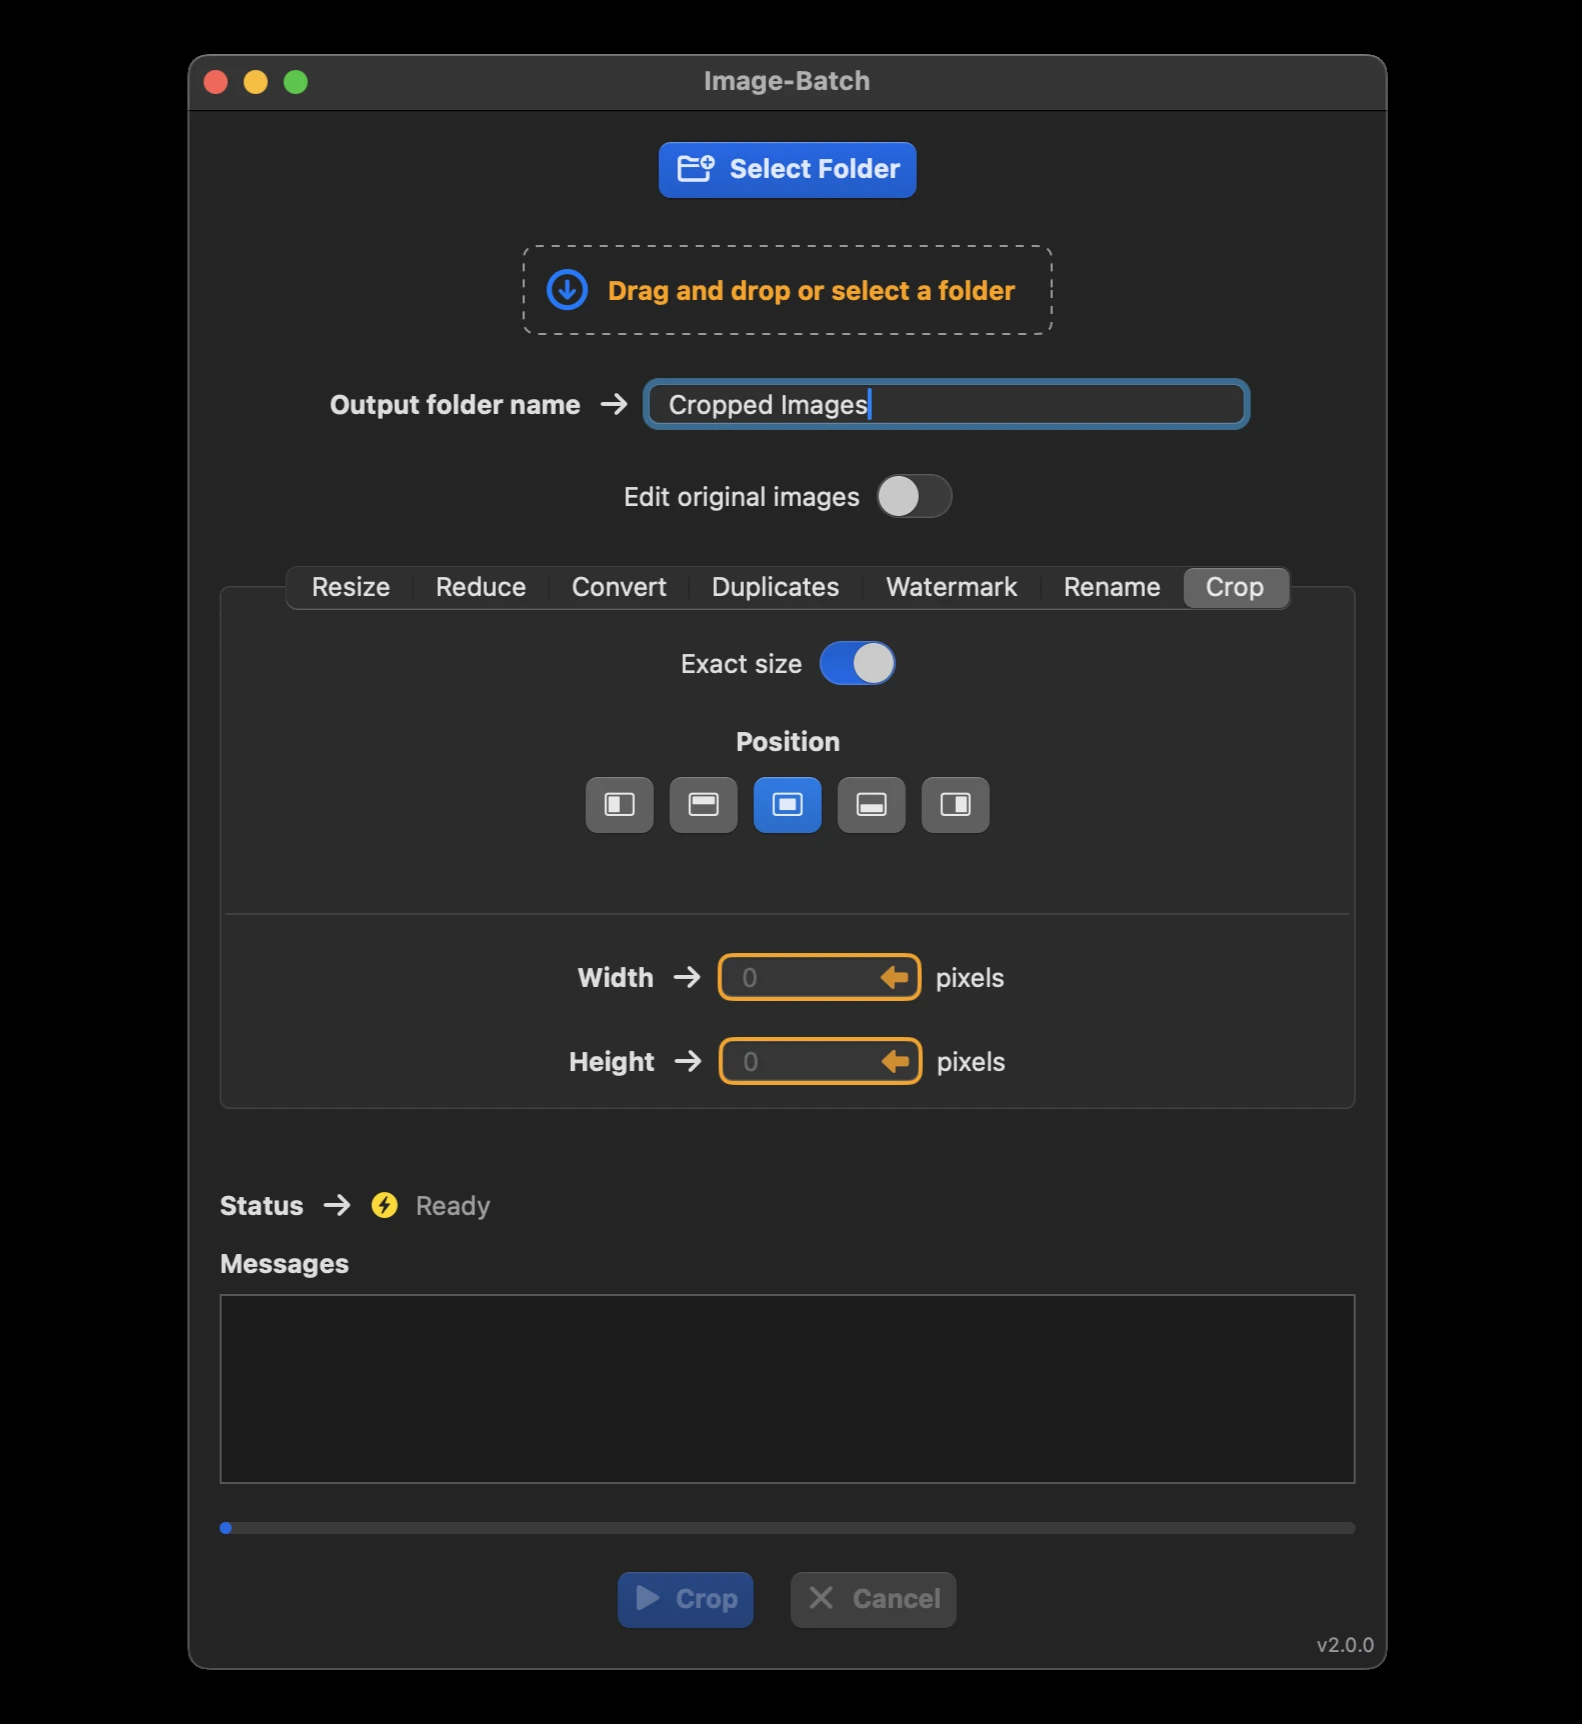 Image-Batch
Select Folder
Drag and drop or select a folder
Output folder name → Cropped Images
Edit original images
Resize Reduce Convert Duplicates Watermark Rename Crop
Exact size
Position
Width → 0 pixels
Height → 0 pixels
Status → Ready
Messages
Crop Cancel
v2.0.0